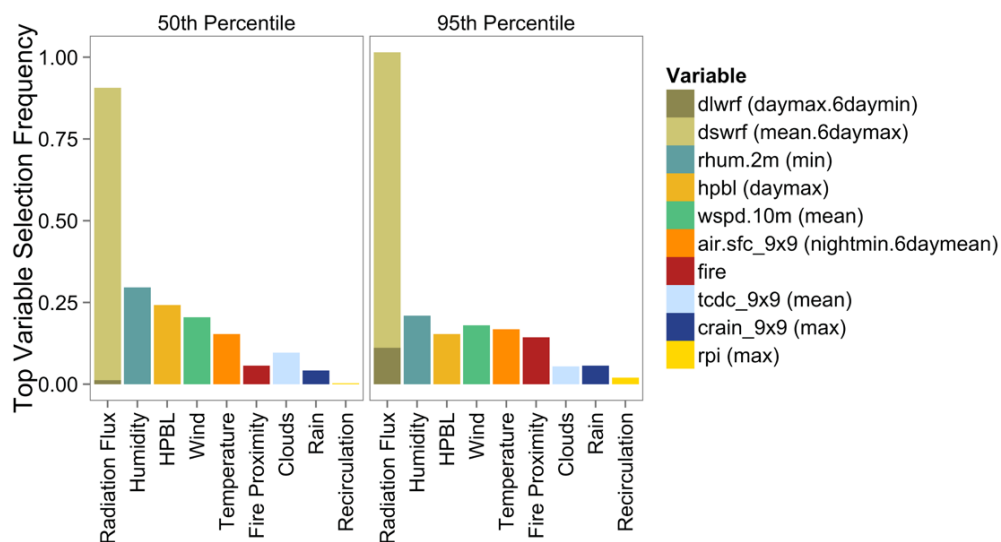 50th Percentile
95th Percentile
Top Variable Selection Frequency
1.00
0.75
0.50
0.25
0.00
Radiation Flux
Humidity
HPBL
Wind
Temperature
Fire Proximity
Clouds
Rain
Recirculation
Radiation Flux
Humidity
HPBL
Wind
Temperature
Fire Proximity
Clouds
Rain
Recirculation
Variable
dlwrf (daymax.6daymin)
dswrf (mean.6daymax)
rhum.2m (min)
hpbl (daymax)
wspd.10m (mean)
air.sfc_9x9 (nightmin.6daymean)
fire
tcdc_9x9 (mean)
crain_9x9 (max)
rpi (max)